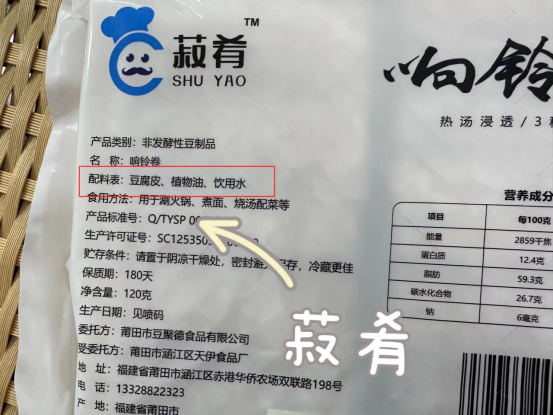 菽肴™
SHU YAO
响铃
热汤浸透/3
产品类别: 非发酵性豆制品
名 称: 响铃卷
配料表: 豆腐皮、植物油、饮用水
食用方法: 用于涮火锅、煮面、烧汤配菜等
产品标准号: Q/TYSP 00
生产许可证号: SC125350
贮存条件: 请置于阴凉干燥处, 密封避 存, 冷藏更佳
保质期: 180天
净含量: 120克
生产日期: 见喷码
委托方: 莆田市豆聚德食品有限公司
受委托方: 莆田市涵江区天伊食品厂
地 址: 福建省莆田市涵江区赤港华侨农场双联路198号
电 话: 13328822323
产 地: 福建省莆田市
营养成分
项目 每100克
能量 2859千焦
蛋白质 12.4克
脂肪 59.3克
碳水化合物 26.7克
钠 6毫克
菽肴